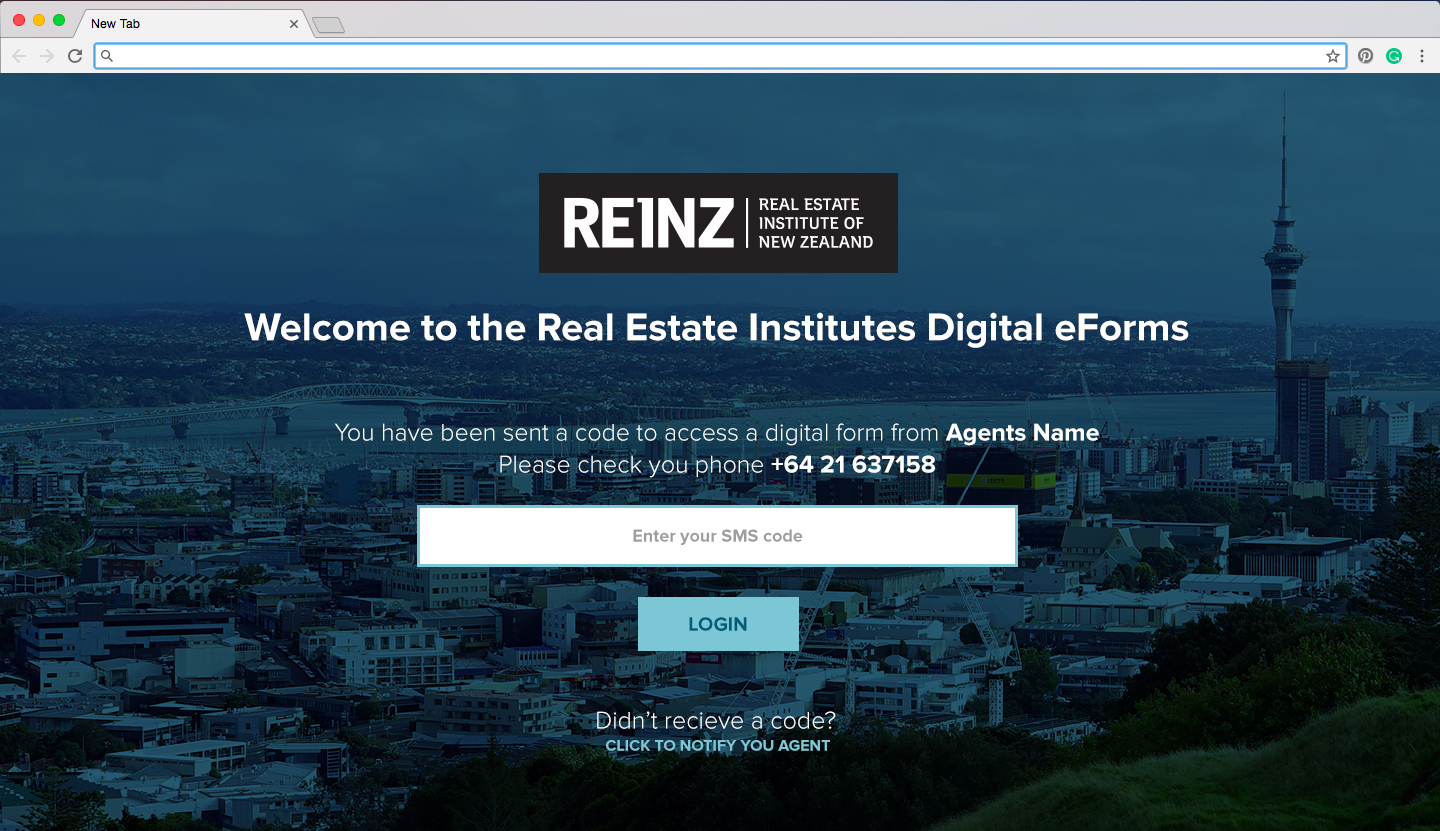 New Tab
REINZ
REAL ESTATE
INSTITUTE OF
NEW ZEALAND
Welcome to the Real Estate Institutes Digital eForms
You have been sent a code to access a digital form from Agents Name
Please check you phone +64 21 637158
Enter your SMS code
LOGIN
Didn't recieve a code?
CLICK TO NOTIFY YOU AGENT